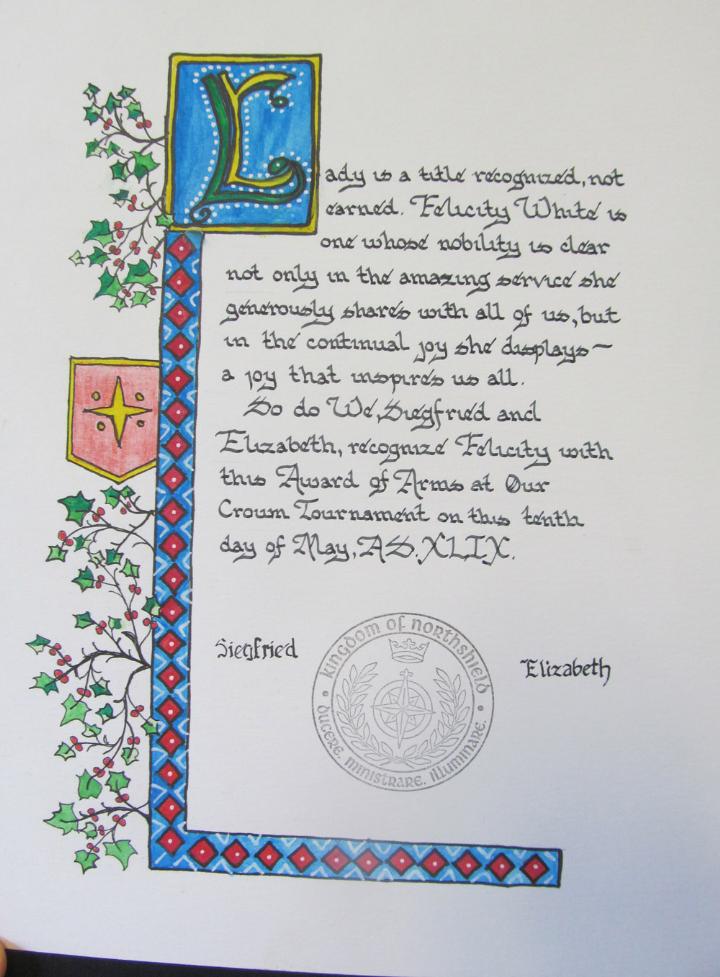 Lady is a title recognized, not
earned. Felicity White is
one whose nobility is clear
not only in the amazing service she
generously shares with all of us, but
in the continual joy she displays~
a joy that inspires us all.
So do We, Siegfried and
Elizabeth, recognize Felicity with
this Award of Arms at Our
Crown Tournament on this tenth
day of May, A.S. XLIX.
Siegfried
Elizabeth
Kingdom of Northshield
Ducere. Ministrare. Illuminare.